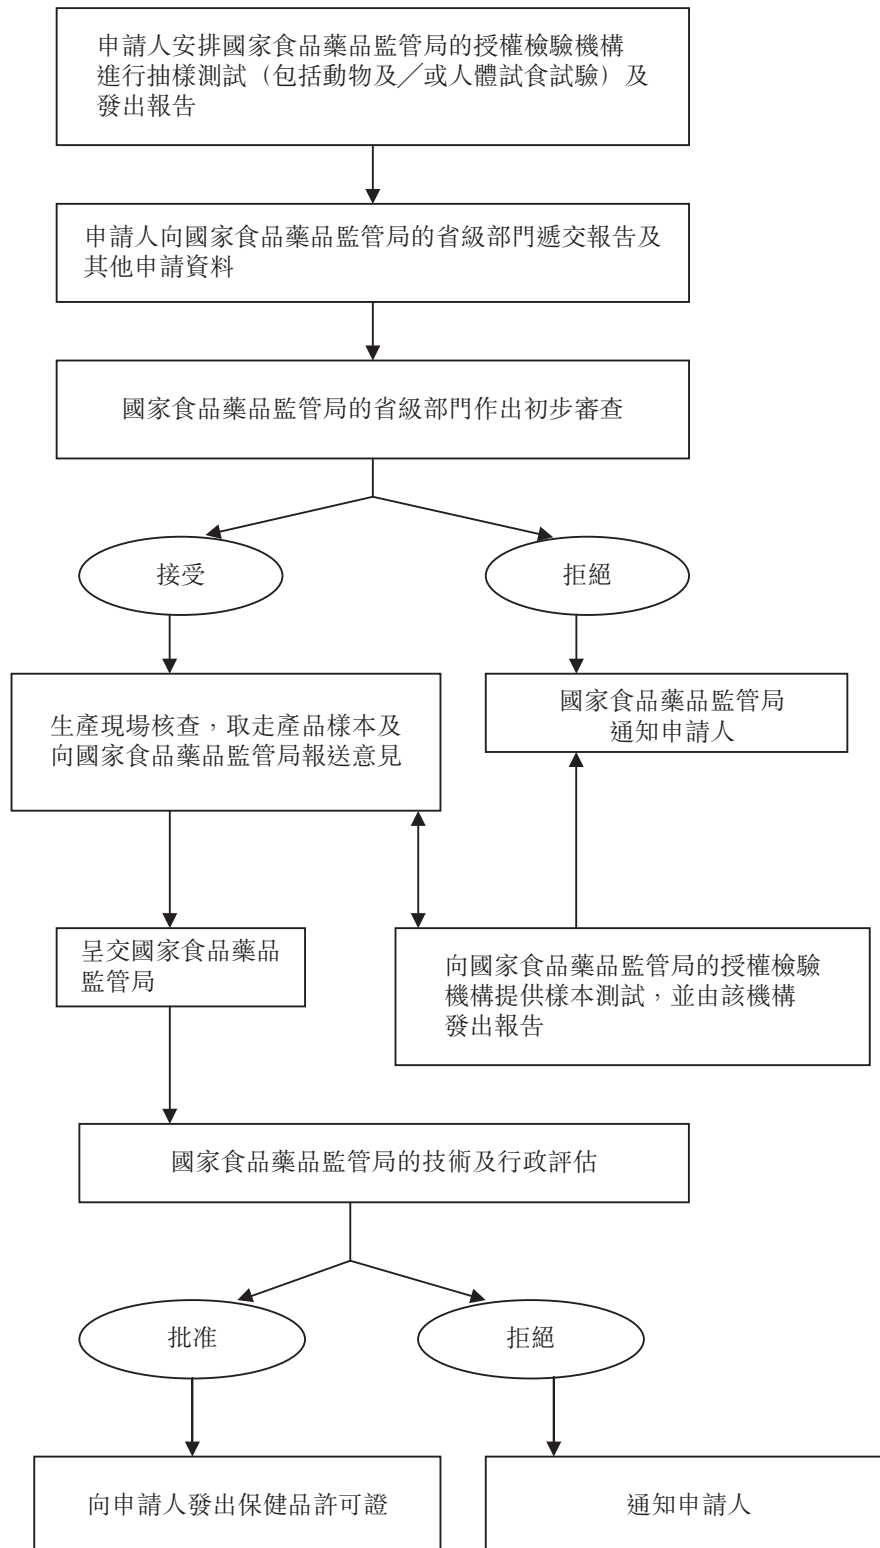 申請人安排國家食品藥品監管局的授權檢驗機構
進行抽樣測試（包括動物及╱或人體試食試驗）及
發出報告
申請人向國家食品藥品監管局的省級部門遞交報告及
其他申請資料
國家食品藥品監管局的省級部門作出初步審查
接受
拒絕
生產現場核查，取走產品樣本及
向國家食品藥品監管局報送意見
國家食品藥品監管局
通知申請人
呈交國家食品藥品
監管局
向國家食品藥品監管局的授權檢驗
機構提供樣本測試，並由該機構
發出報告
國家食品藥品監管局的技術及行政評估
批准
拒絕
向申請人發出保健品許可證
通知申請人